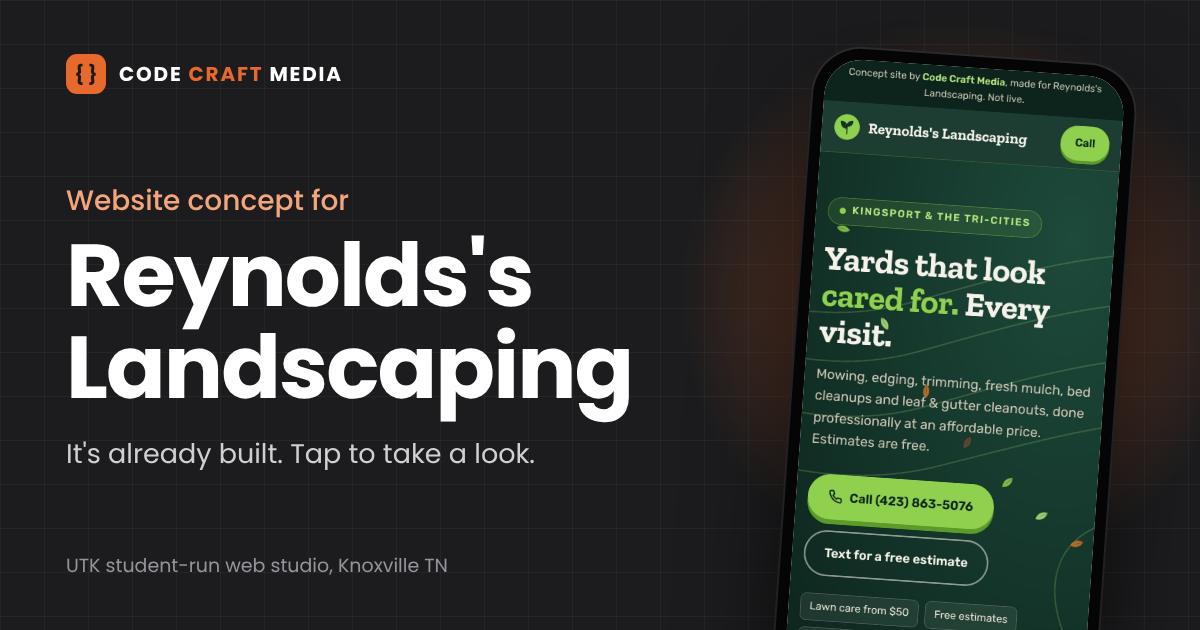 { } CODE CRAFT MEDIA
Website concept for
Reynolds's
Landscaping
It's already built. Tap to take a look.
UTK student-run web studio, Knoxville TN
Concept site by Code Craft Media, made for Reynolds's
Landscaping. Not live.
Reynolds's Landscaping
Call
KINGSPORT & THE TRI-CITIES
Yards that look
cared for. Every
visit.
Mowing, edging, trimming, fresh mulch, bed
cleanups and leaf & gutter cleanouts, done
professionally at an affordable price.
Estimates are free.
Call (423) 863-5076
Text for a free estimate
Lawn care from $50
Free estimates